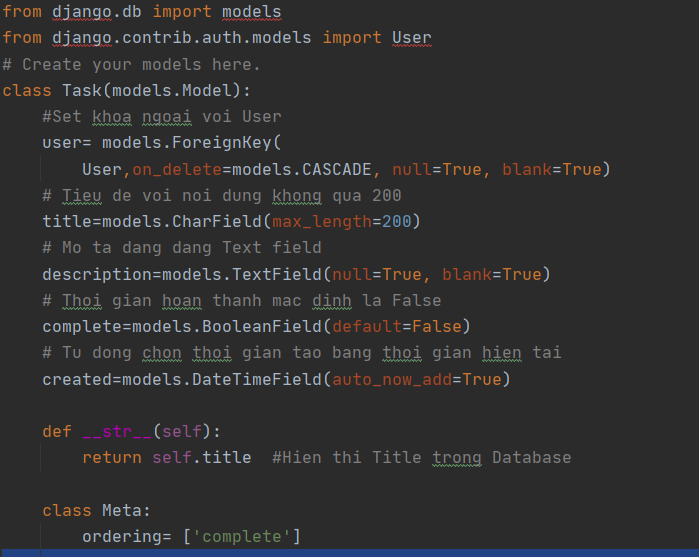 from django.db import models
from django.contrib.auth.models import User
# Create your models here.
class Task(models.Model):
    #Set khoa ngoai voi User
    user= models.ForeignKey(
        User,on_delete=models.CASCADE, null=True, blank=True)
    # Tieu de voi noi dung khong qua 200
    title=models.CharField(max_length=200)
    # Mo ta dang dang Text field
    description=models.TextField(null=True, blank=True)
    # Thoi gian hoan thanh mac dinh la False
    complete=models.BooleanField(default=False)
    # Tu dong chon thoi gian tao bang thoi gian hien tai
    created=models.DateTimeField(auto_now_add=True)

    def __str__(self):
        return self.title  #Hien thi Title trong Database

    class Meta:
        ordering= ['complete']